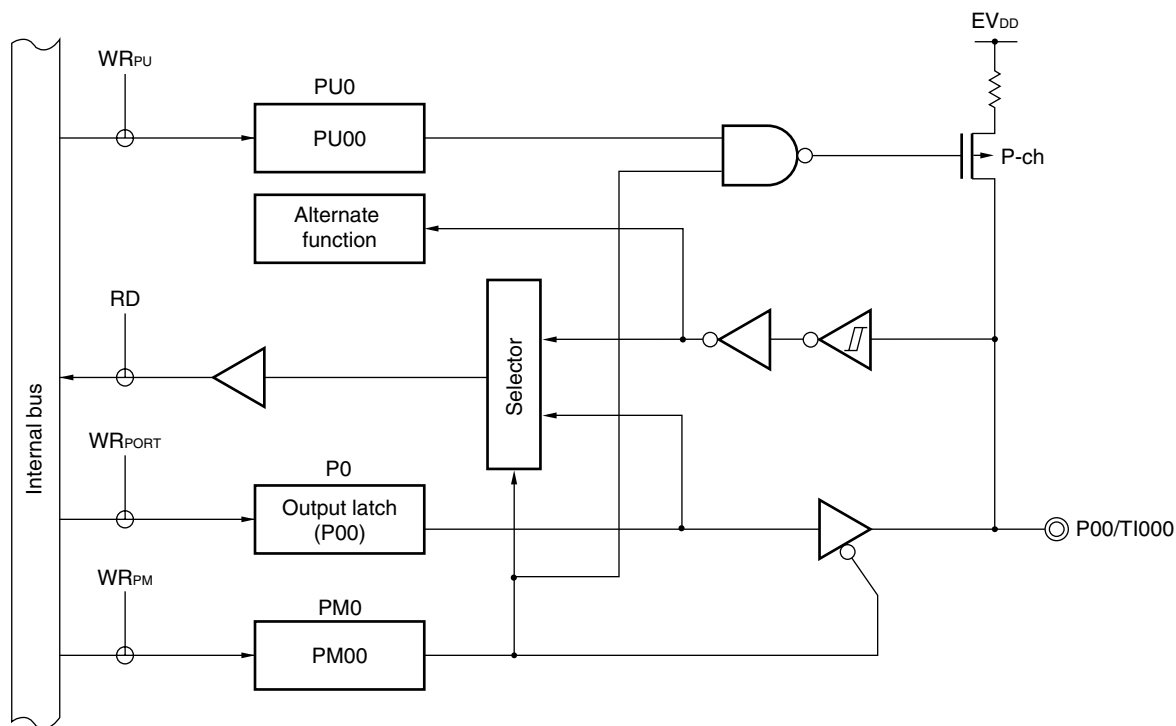 EVDD
WRPU
PU0
PU00
P-ch
Alternate
function
RD
Selector
Internal bus
WRPORT
P0
Output latch
(P00)
P00/TI000
WRPM
PM0
PM00